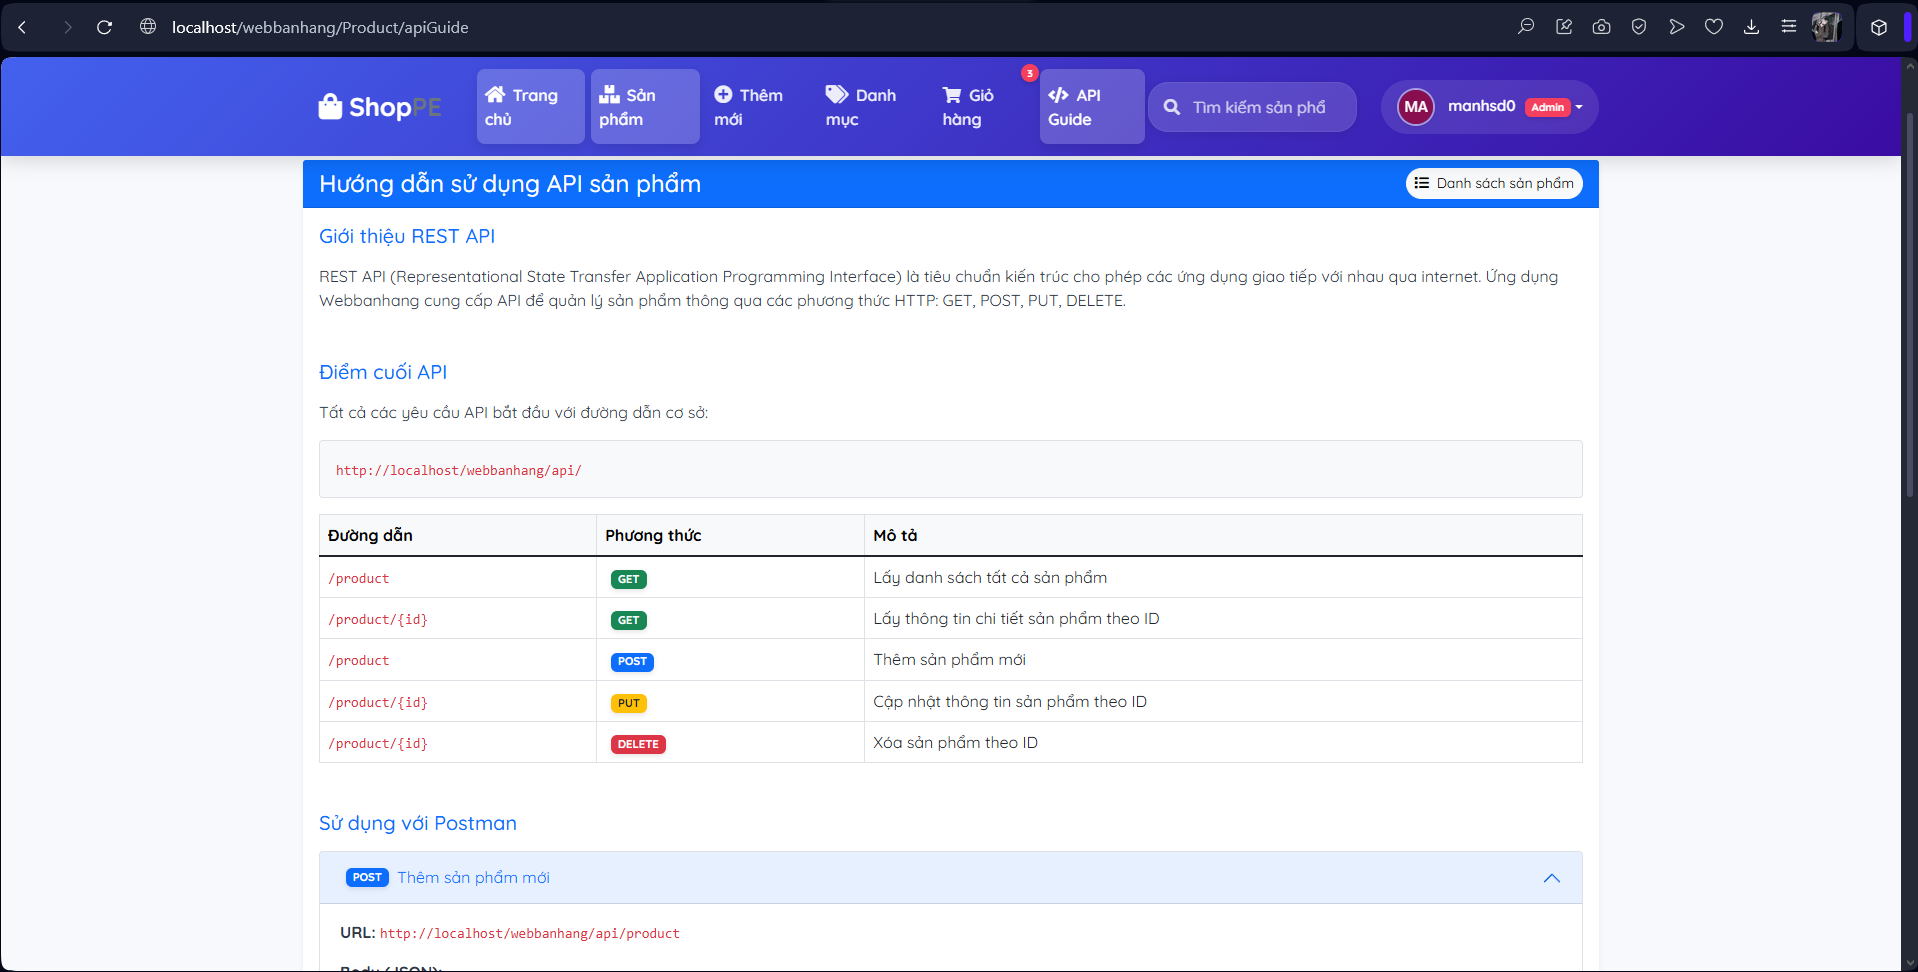 localhost/webbanhang/Product/apiGuide
ShopPE
Trang chủ
Sản phẩm
Thêm mới
Danh mục
Giỏ hàng
3
API Guide
Tìm kiếm sản phẩ
MA
manhsd0
Admin
Hướng dẫn sử dụng API sản phẩm
Danh sách sản phẩm
Giới thiệu REST API
REST API (Representational State Transfer Application Programming Interface) là tiêu chuẩn kiến trúc cho phép các ứng dụng giao tiếp với nhau qua internet. Ứng dụng
Webbanhang cung cấp API để quản lý sản phẩm thông qua các phương thức HTTP: GET, POST, PUT, DELETE.
Điểm cuối API
Tất cả các yêu cầu API bắt đầu với đường dẫn cơ sở:
http://localhost/webbanhang/api/
Đường dẫn Phương thức Mô tả
/product GET Lấy danh sách tất cả sản phẩm
/product/{id} GET Lấy thông tin chi tiết sản phẩm theo ID
/product POST Thêm sản phẩm mới
/product/{id} PUT Cập nhật thông tin sản phẩm theo ID
/product/{id} DELETE Xóa sản phẩm theo ID
Sử dụng với Postman
POST Thêm sản phẩm mới
URL: http://localhost/webbanhang/api/product
Body (JSON):